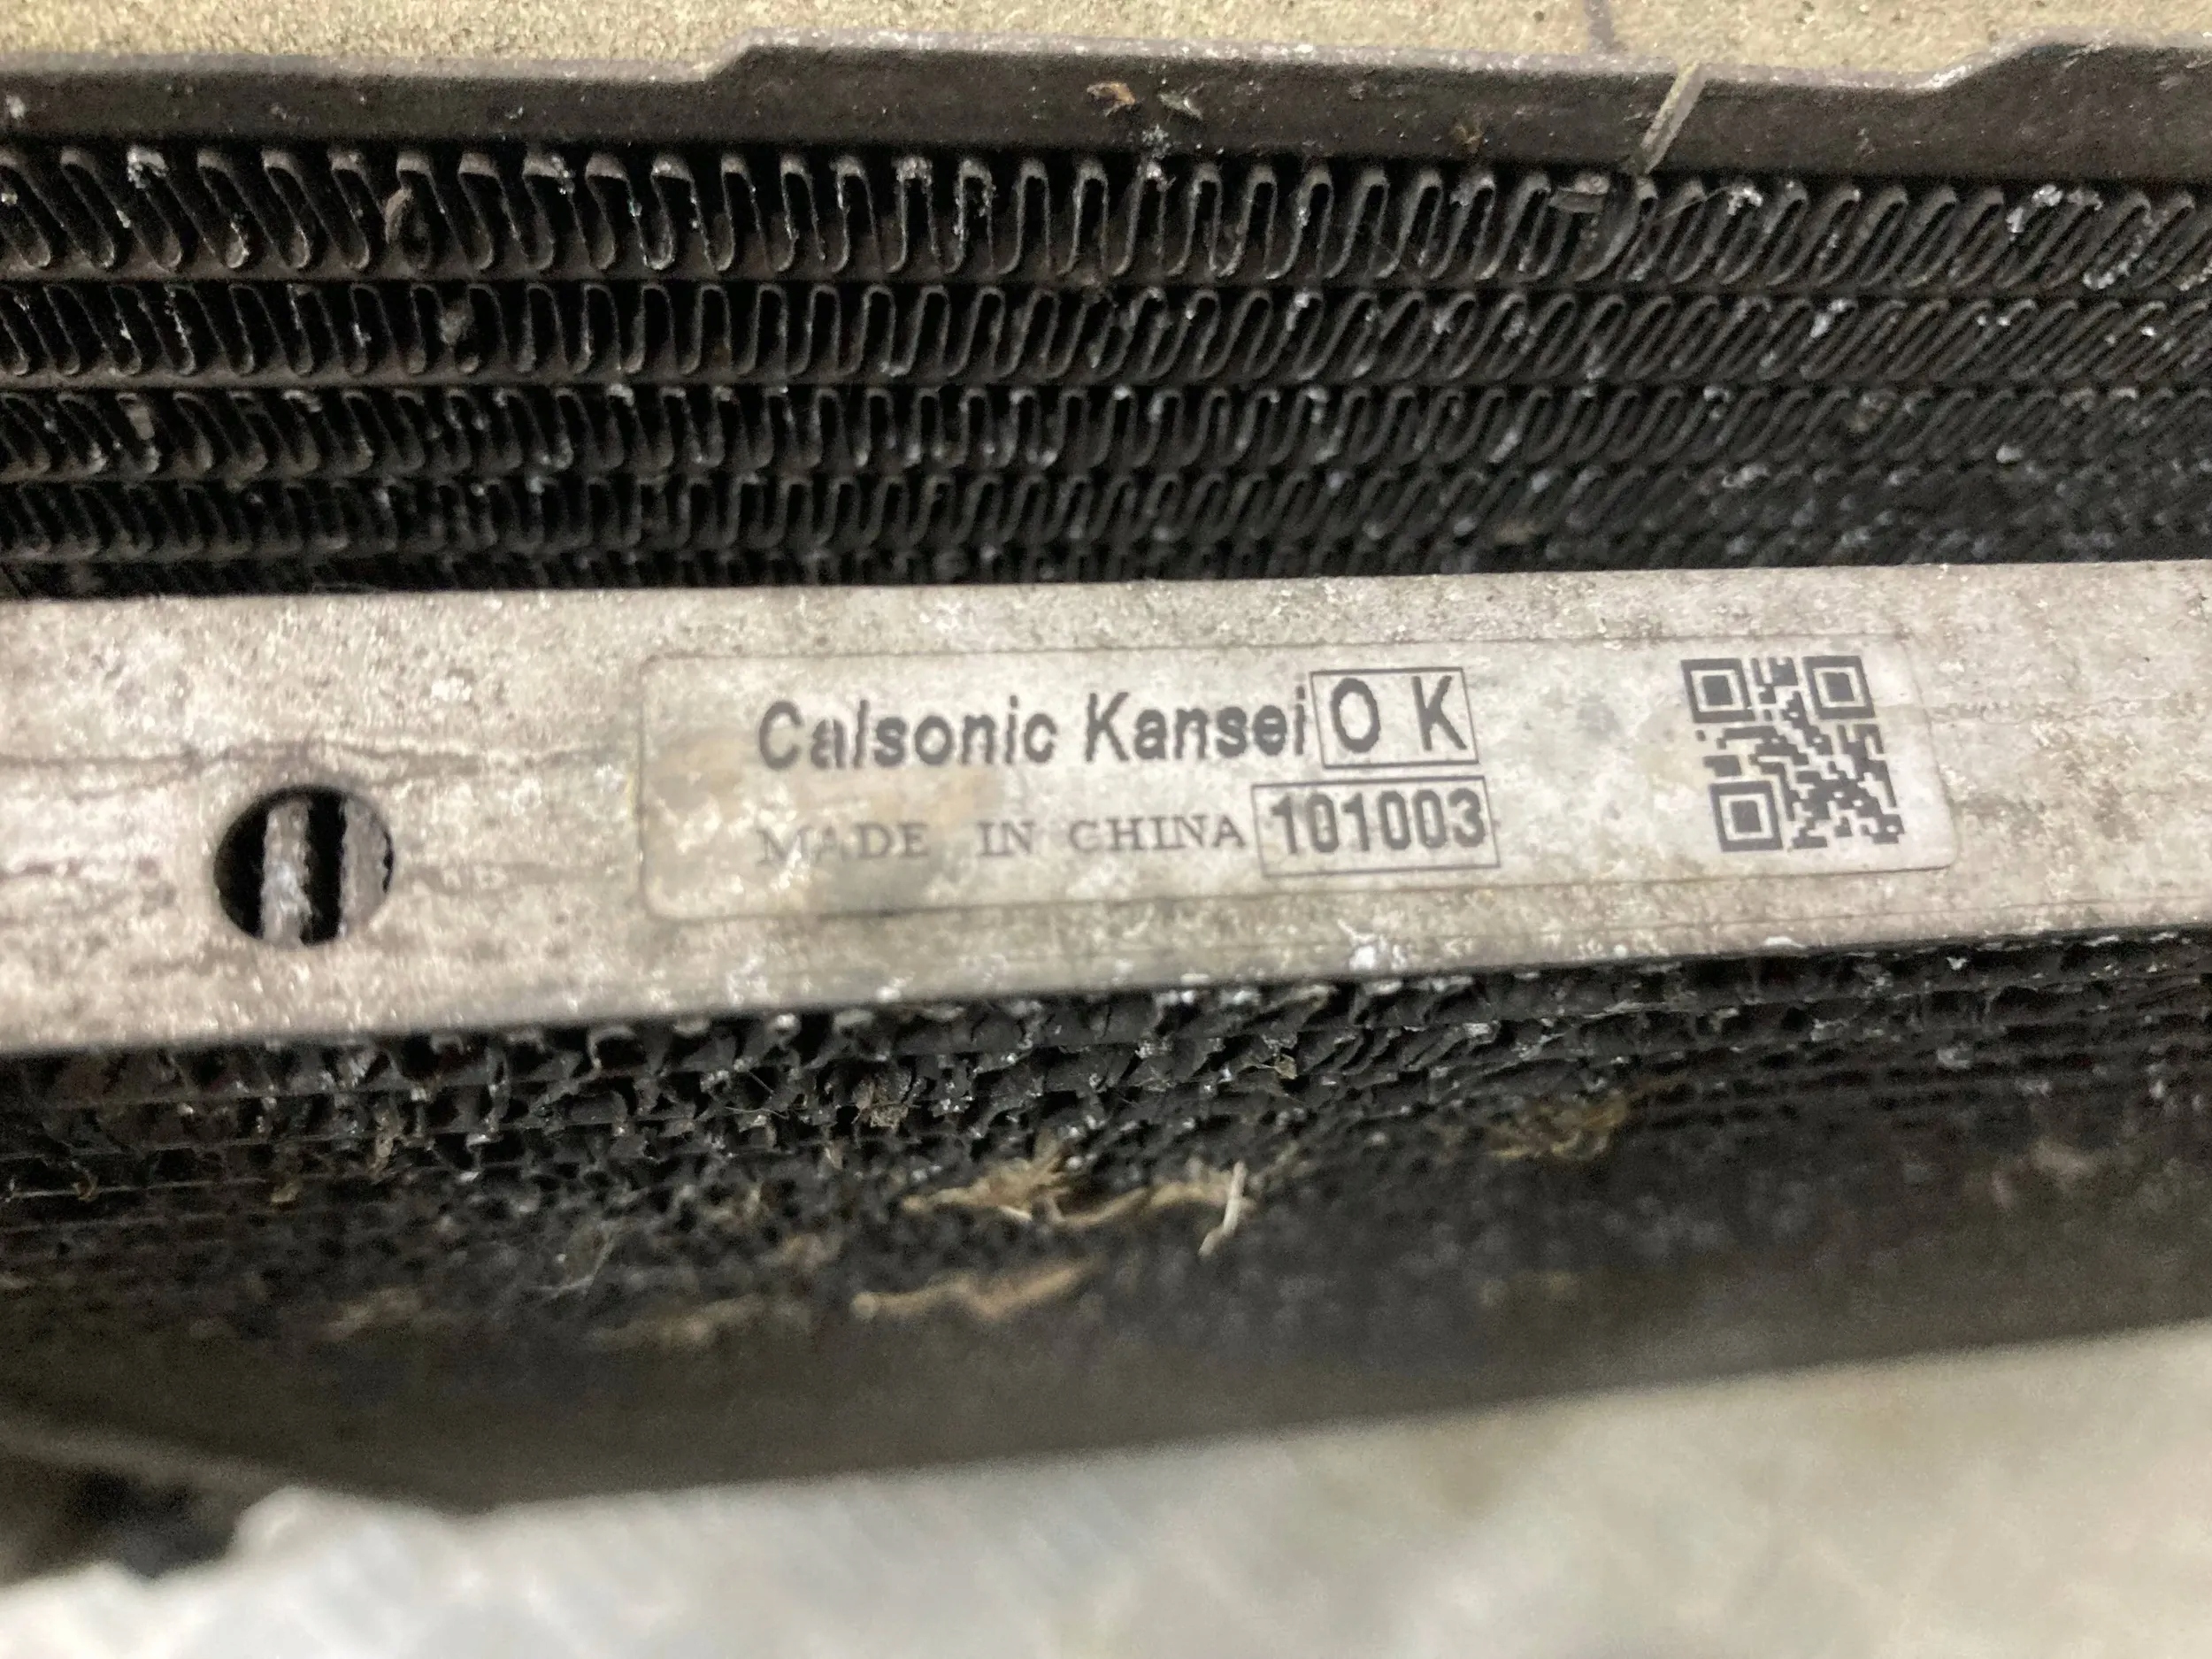 Calsonic Kansei O K
MADE IN CHINA 101003